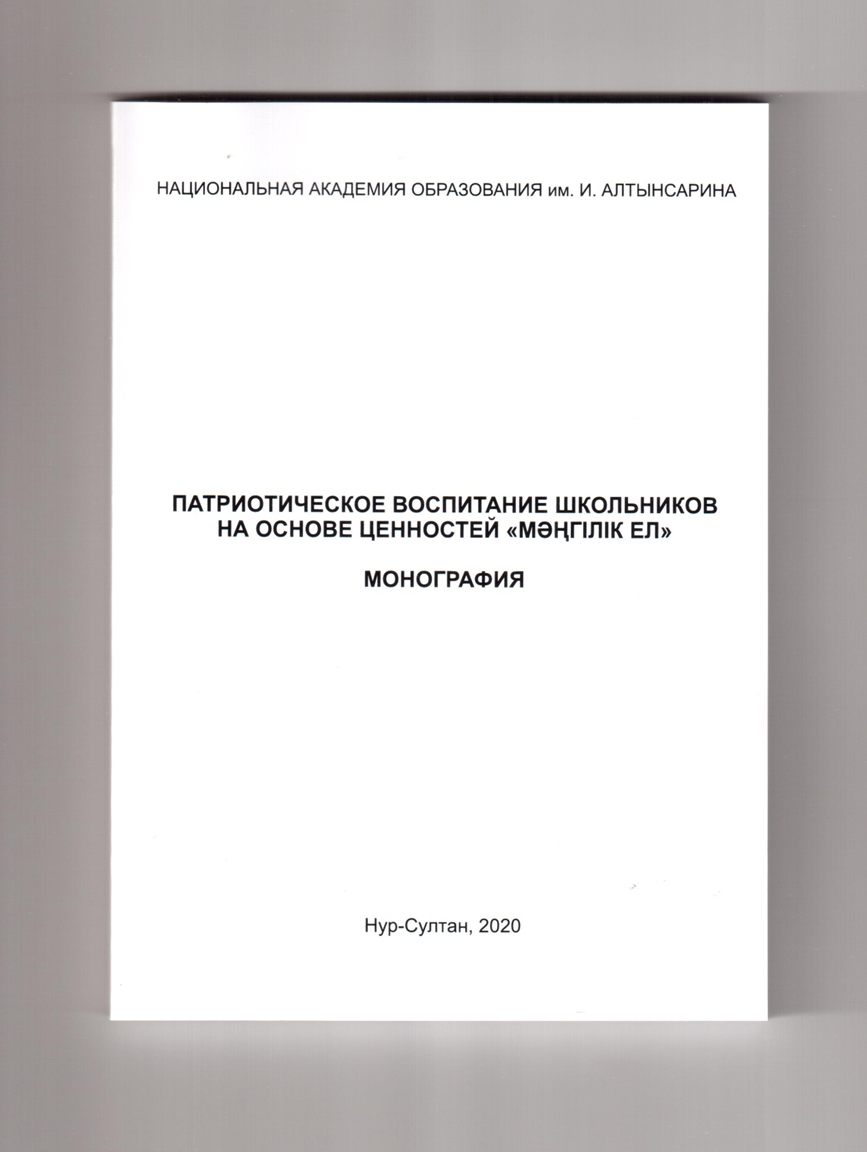 НАЦИОНАЛЬНАЯ АКАДЕМИЯ ОБРАЗОВАНИЯ им. И. АЛТЫНСАРИНА
ПАТРИОТИЧЕСКОЕ ВОСПИТАНИЕ ШКОЛЬНИКОВ
НА ОСНОВЕ ЦЕННОСТЕЙ «МӘҢГІЛІК ЕЛ»
МОНОГРАФИЯ
Нур-Султан, 2020